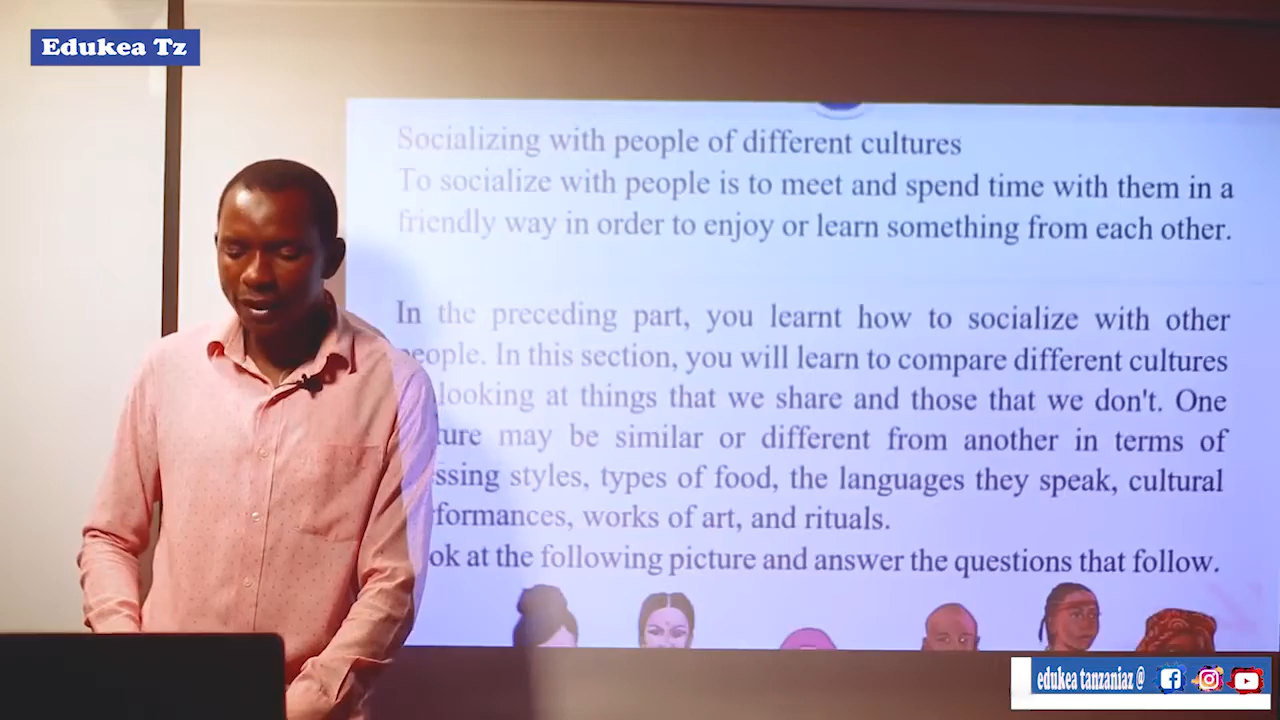 Edukea Tz
Socializing with people of different cultures
To socialize with people is to meet and spend time with them in a
friendly way in order to enjoy or learn something from each other.
In the preceding part, you learnt how to socialize with other
people. In this section, you will learn to compare different cultures
looking at things that we share and those that we don't. One
ure may be similar or different from another in terms of
ssing styles, types of food, the languages they speak, cultural
formances, works of art, and rituals.
ok at the following picture and answer the questions that follow.
edukea tanzaniaz @